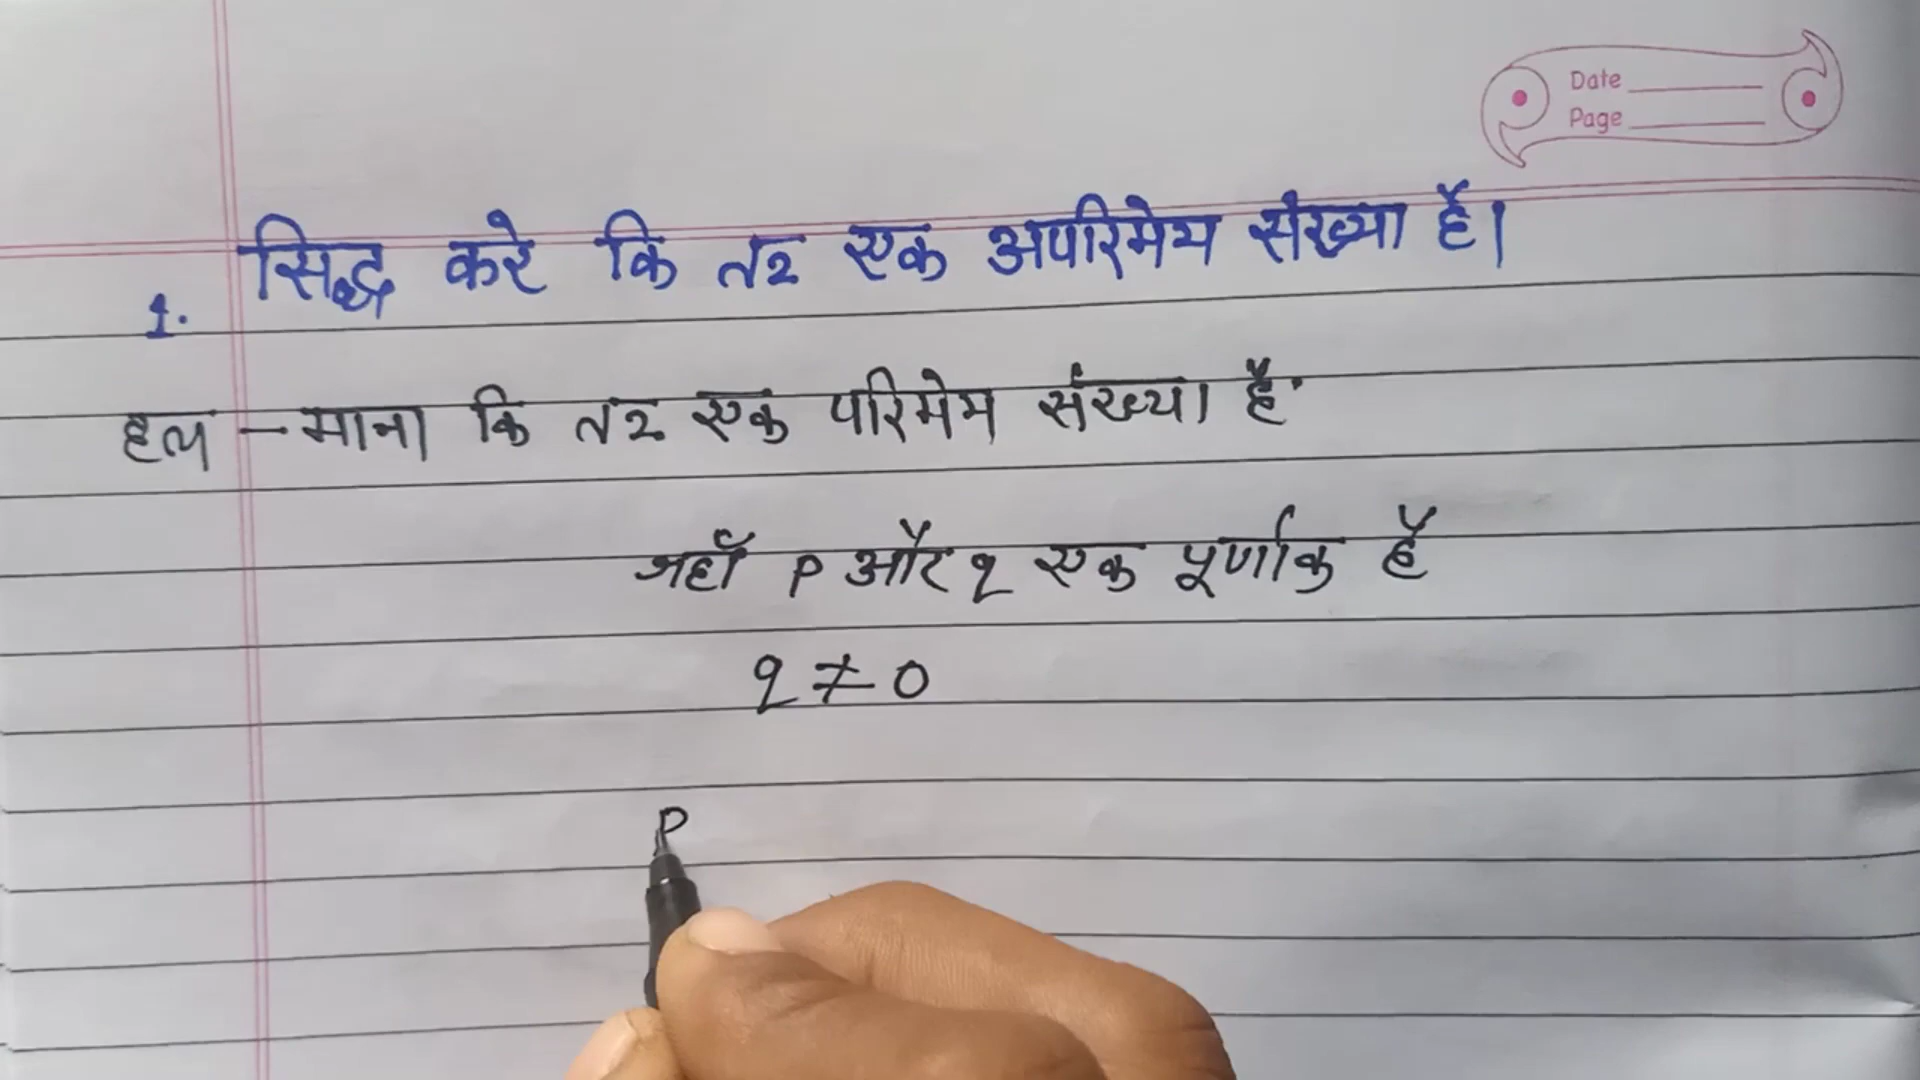 Date
Page
1. सिद्ध करे कि √2 एक अपरिमेय संख्या है।
हल - माना कि √2 एक परिमेय संख्या है
जहाँ P और q एक पूर्णांक है
q ≠ 0
P